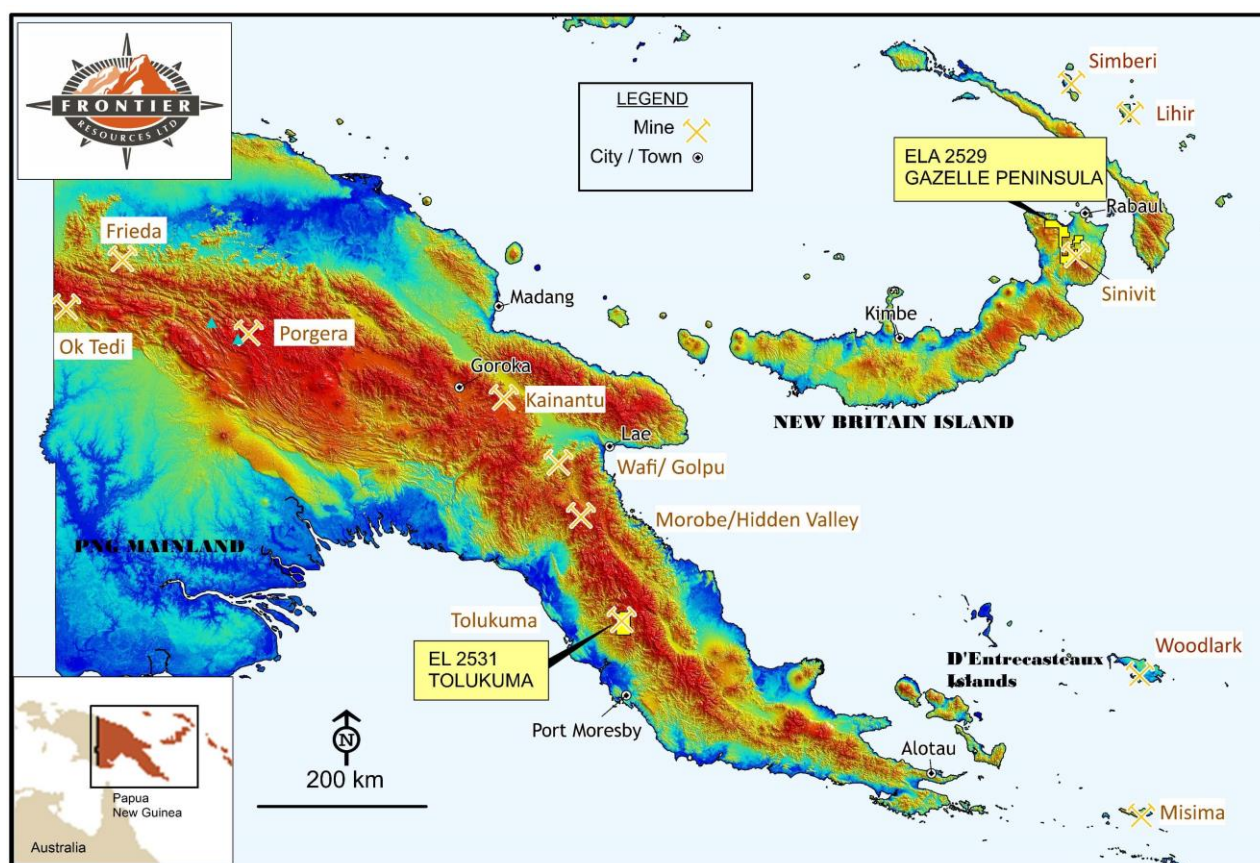 FRONTIER
RESOURCES LTD
LEGEND
Mine
City / Town
Simberi
Lihir
ELA 2529
GAZELLE PENINSULA
Rabaul
Sinivit
Kimbe
NEW BRITAIN ISLAND
Frieda
Madang
Ok Tedi
Porgera
Goroka
Kainantu
Lae
Wafi/ Golpu
Morobe/Hidden Valley
PNG MAINLAND
Tolukuma
EL 2531
TOLUKUMA
Port Moresby
Woodlark
D'Entrecasteaux
Islands
Alotau
Misima
N
200 km
Papua
New Guinea
Australia